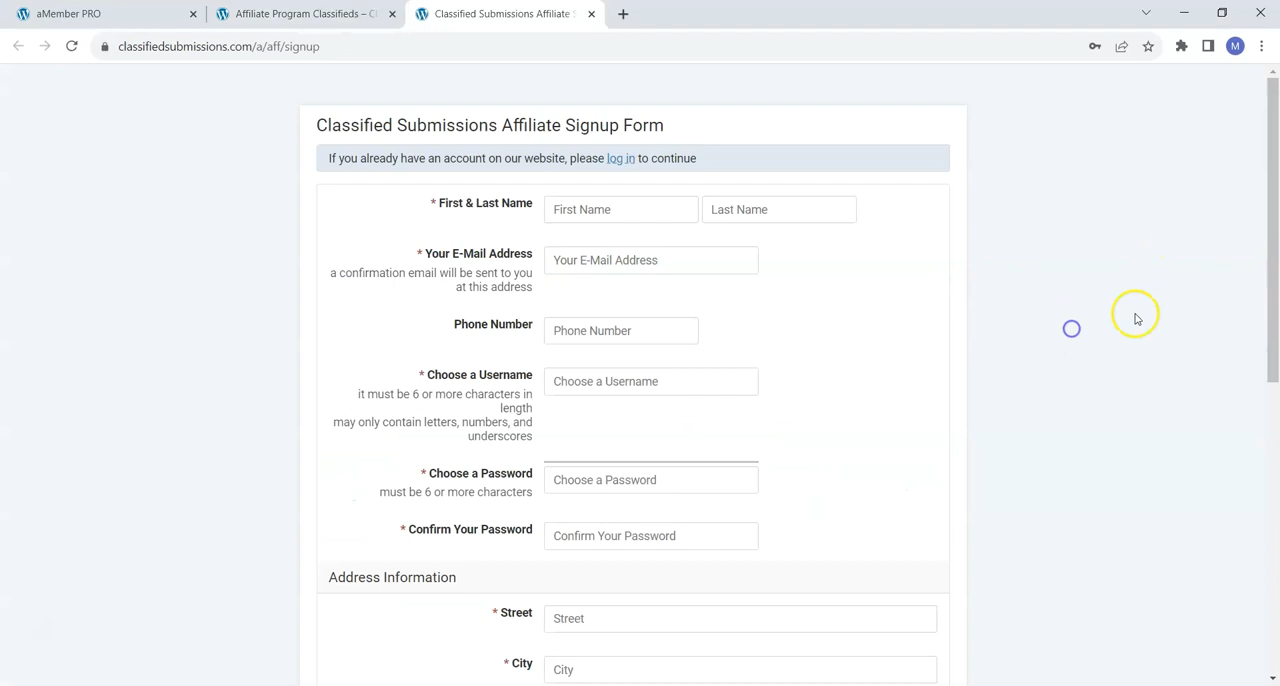 aMember PRO
Affiliate Program Classifieds – C
Classified Submissions Affiliate S
classifiedsubmissions.com/a/aff/signup
M
Classified Submissions Affiliate Signup Form
If you already have an account on our website, please log in to continue
* First & Last Name
First Name
Last Name
* Your E-Mail Address
a confirmation email will be sent to you
at this address
Your E-Mail Address
Phone Number
Phone Number
* Choose a Username
it must be 6 or more characters in
length
may only contain letters, numbers, and
underscores
Choose a Username
* Choose a Password
must be 6 or more characters
Choose a Password
* Confirm Your Password
Confirm Your Password
Address Information
* Street
Street
* City
City